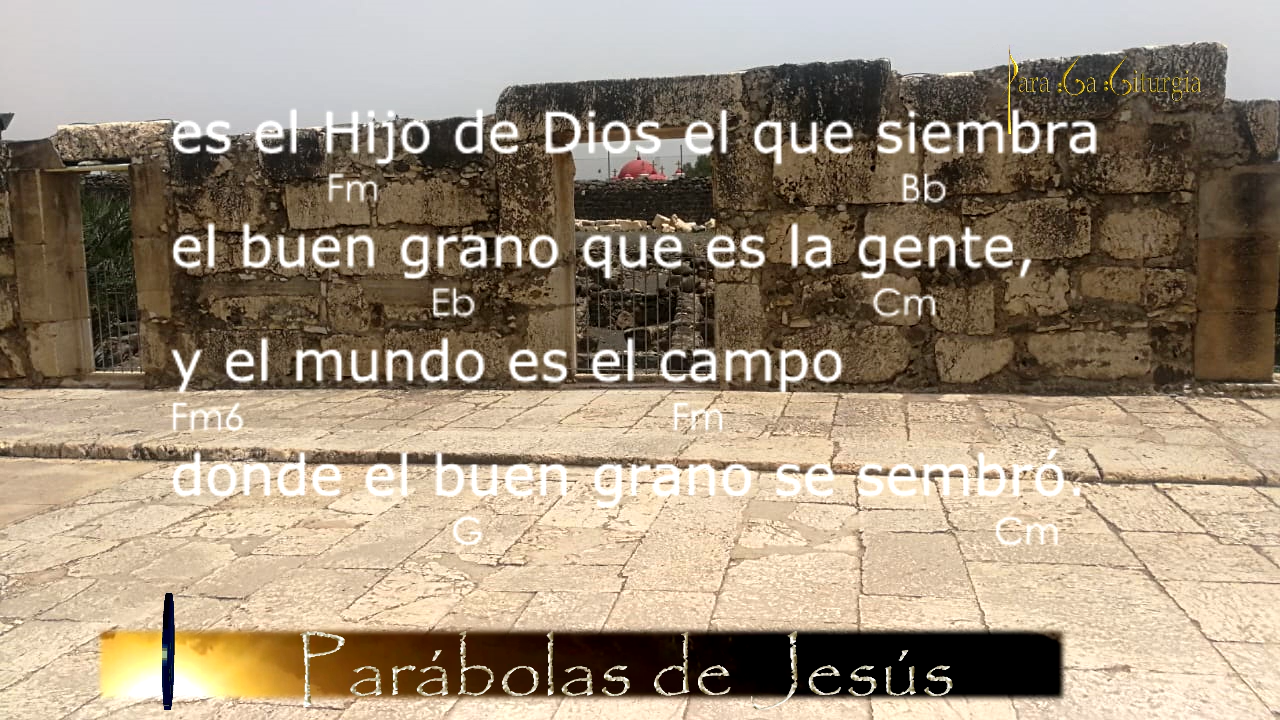 Para La Liturgia
es el Hijo de Dios el que siembra
Fm Bb
el buen grano que es la gente,
Eb Cm
y el mundo es el campo
Fm6 Fm
donde el buen grano se sembró.
G Cm
Parábolas de Jesús